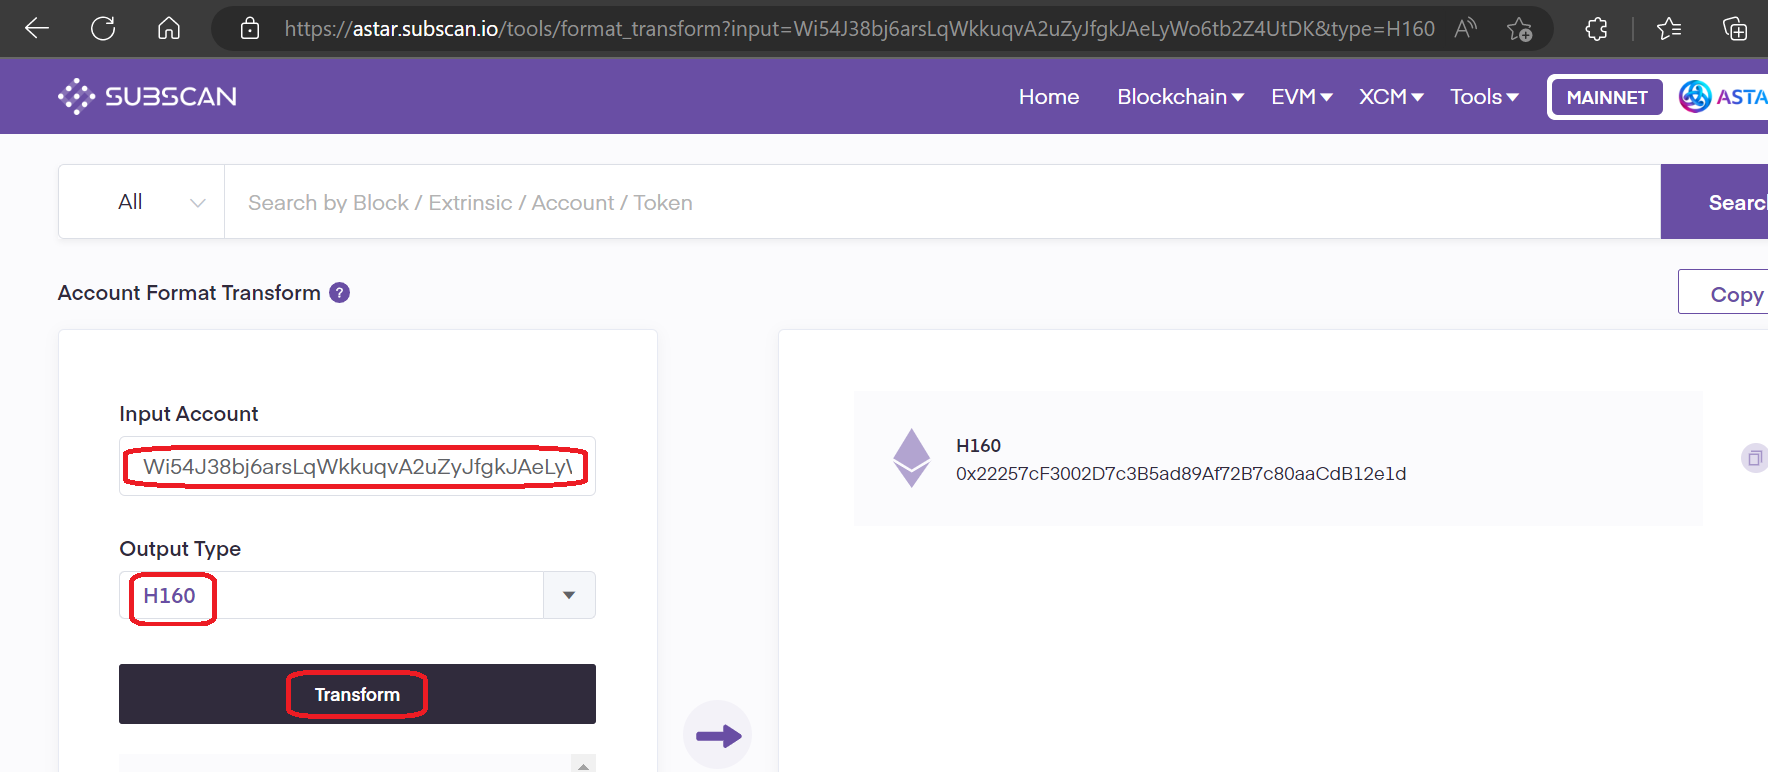 https://astar.subscan.io/tools/format_transform?input=Wi54J38bj6arsLqWkkuqvA2uZyJfgkJAeLyWo6tb2Z4UtDK&type=H160
SUBSCAN
Home Blockchain EVM XCM Tools MAINNET ASTA
All Search by Block / Extrinsic / Account / Token Searc
Account Format Transform ?
Copy
Input Account
Wi54J38bj6arsLqWkkuqvA2uZyJfgkJAeLy
H160
0x22257cF3002D7c3B5ad89Af72B7c80aaCdB12e1d
Output Type
H160
Transform